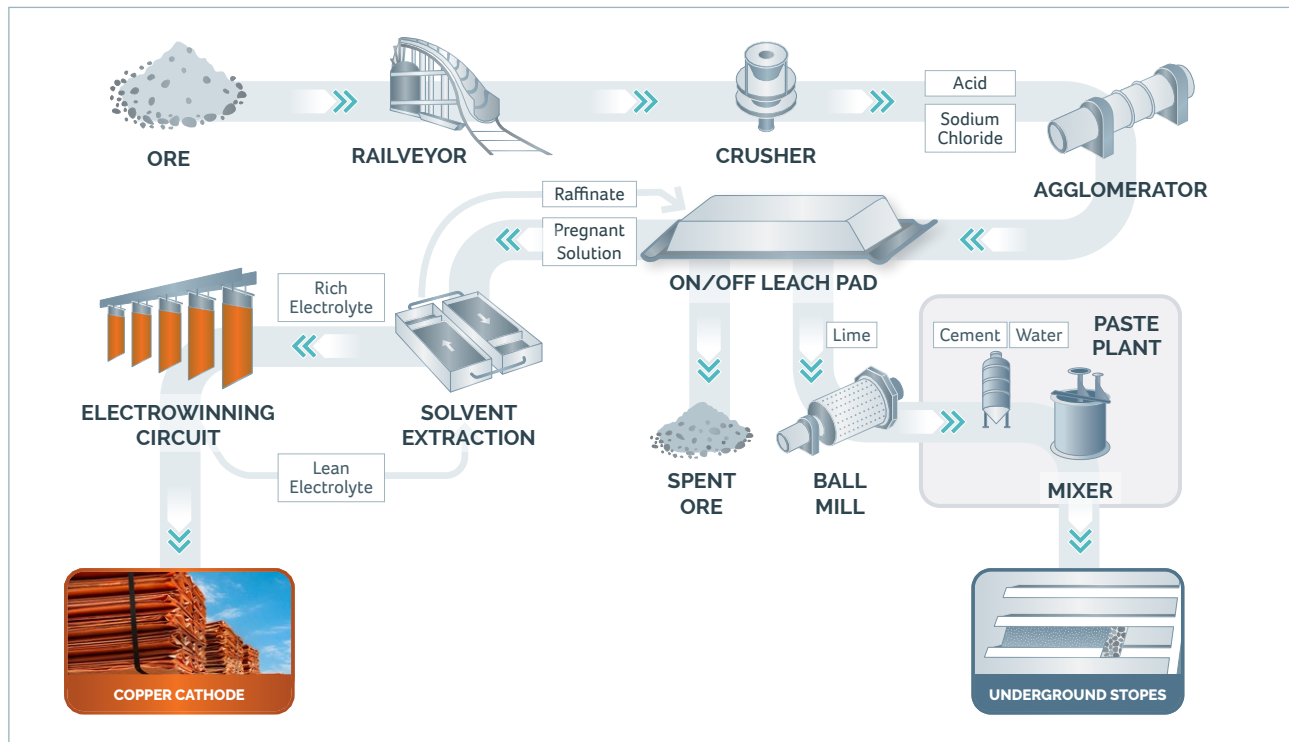 Acid
Sodium
Chloride
ORE
RAILVEYOR
CRUSHER
AGGLOMERATOR
Raffinate
Pregnant
Solution
ON/OFF LEACH PAD
Rich
Electrolyte
Lime
Cement
Water
PASTE
PLANT
ELECTROWINNING
CIRCUIT
SOLVENT
EXTRACTION
Lean
Electrolyte
SPENT
ORE
BALL
MILL
MIXER
COPPER CATHODE
UNDERGROUND STOPES